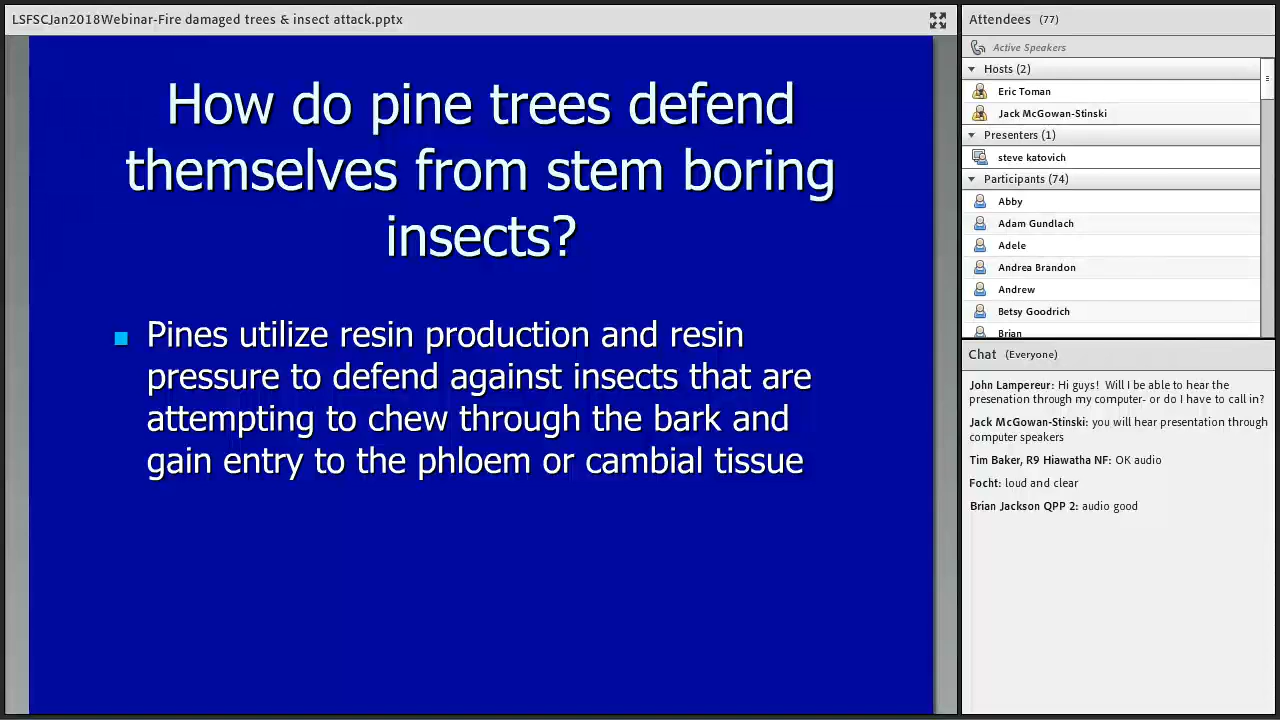 LSFSCJan2018Webinar-Fire damaged trees & insect attack.pptx
How do pine trees defend
themselves from stem boring
insects?
Pines utilize resin production and resin
pressure to defend against insects that are
attempting to chew through the bark and
gain entry to the phloem or cambial tissue
Attendees (77)
Active Speakers
Hosts (2)
Eric Toman
Jack McGowan-Stinski
Presenters (1)
steve katovich
Participants (74)
Abby
Adam Gundlach
Adele
Andrea Brandon
Andrew
Betsy Goodrich
Brian
Chat (Everyone)
John Lampereur: Hi guys! Will I be able to hear the
presenation through my computer- or do I have to call in?
Jack McGowan-Stinski: you will hear presentation through
computer speakers
Tim Baker, R9 Hiawatha NF: OK audio
Focht: loud and clear
Brian Jackson QPP 2: audio good